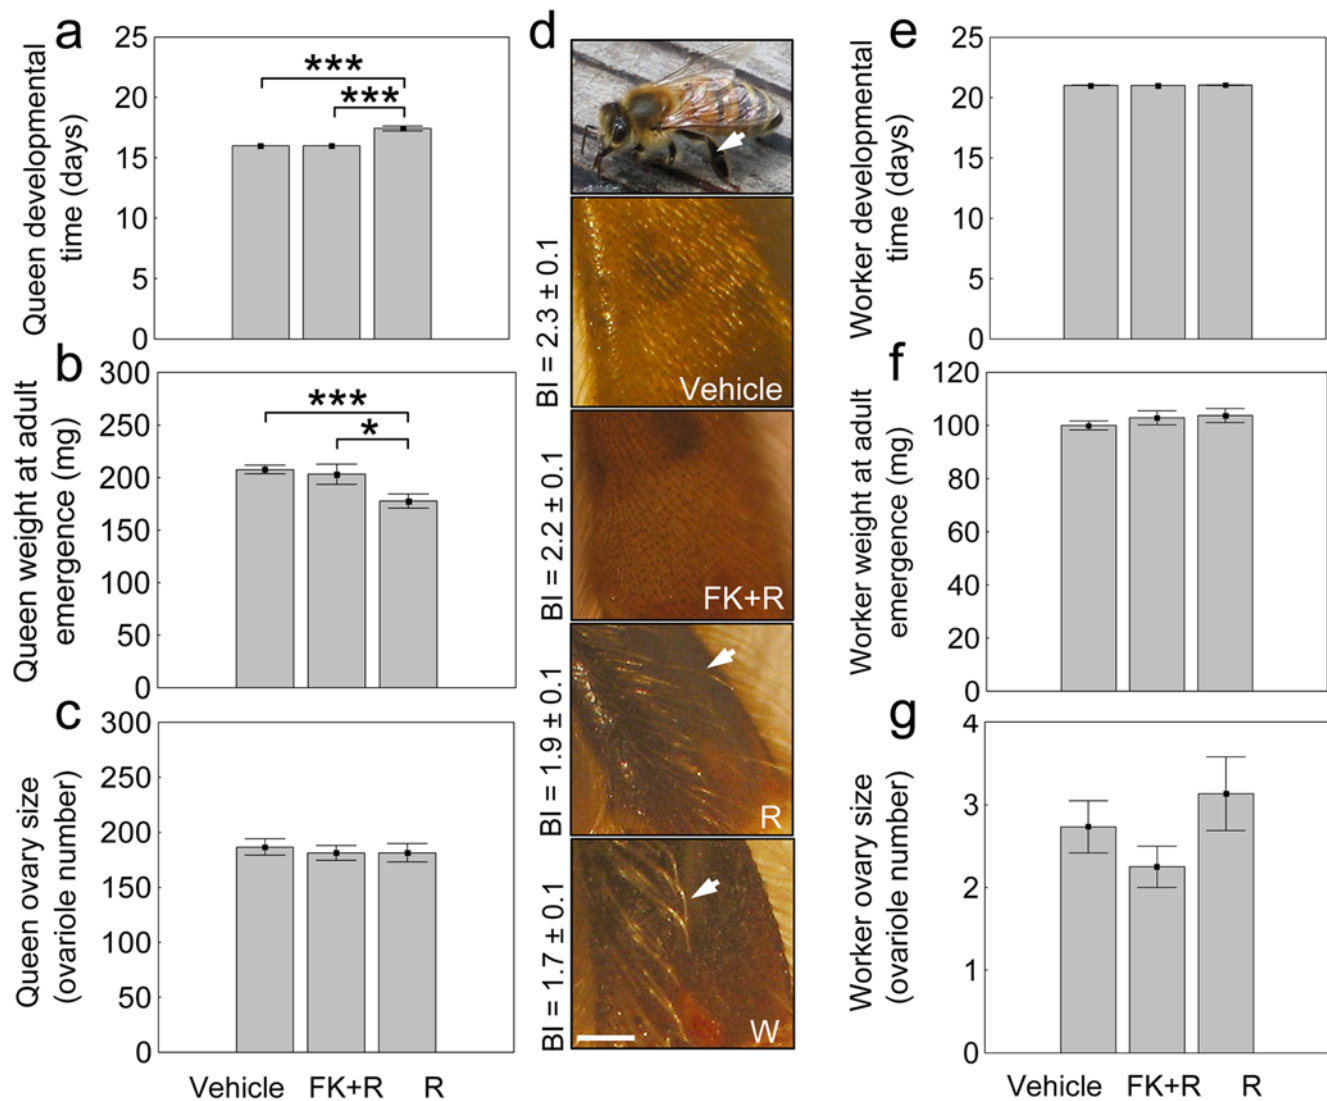 a
Queen developmental
time (days)
25
20
15
10
5
0
***
***
b
Queen weight at adult
emergence (mg)
300
250
200
150
100
50
0
***
*
c
Queen ovary size
(ovariole number)
300
250
200
150
100
50
0
Vehicle FK+R R
d
BI = 2.3 ± 0.1
Vehicle
BI = 2.2 ± 0.1
FK+R
BI = 1.9 ± 0.1
R
BI = 1.7 ± 0.1
W
e
Worker developmental
time (days)
25
20
15
10
5
0
f
Worker weight at adult
emergence (mg)
120
100
80
60
40
20
0
g
Worker ovary size
(ovariole number)
4
3
2
1
0
Vehicle FK+R R